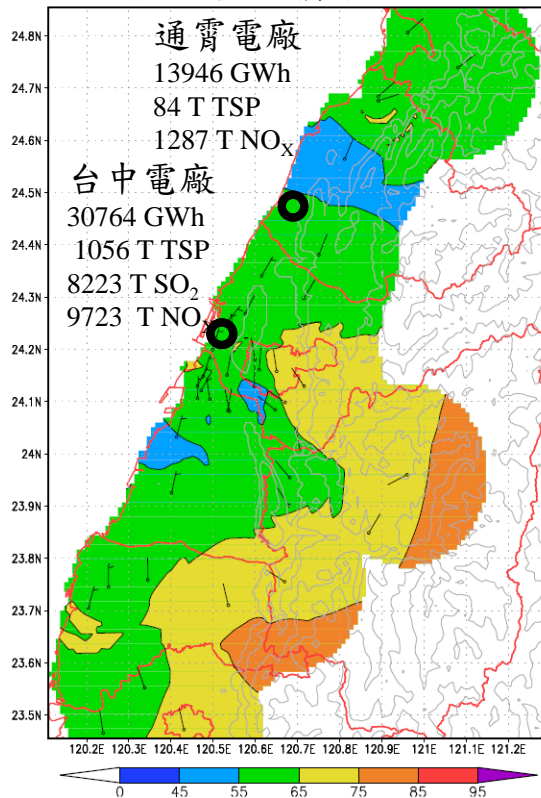 通霄電廠
13946 GWh
84 T TSP
1287 T NOX
台中電廠
30764 GWh
1056 T TSP
8223 T SO2
9723 T NOX
24.8N
24.7N
24.6N
24.5N
24.4N
24.3N
24.2N
24.1N
24N
23.9N
23.8N
23.7N
23.6N
23.5N
120.2E 120.3E 120.4E 120.5E 120.6E 120.7E 120.8E 120.9E 121E 121.1E 121.2E
0 45 55 65 75 85 95